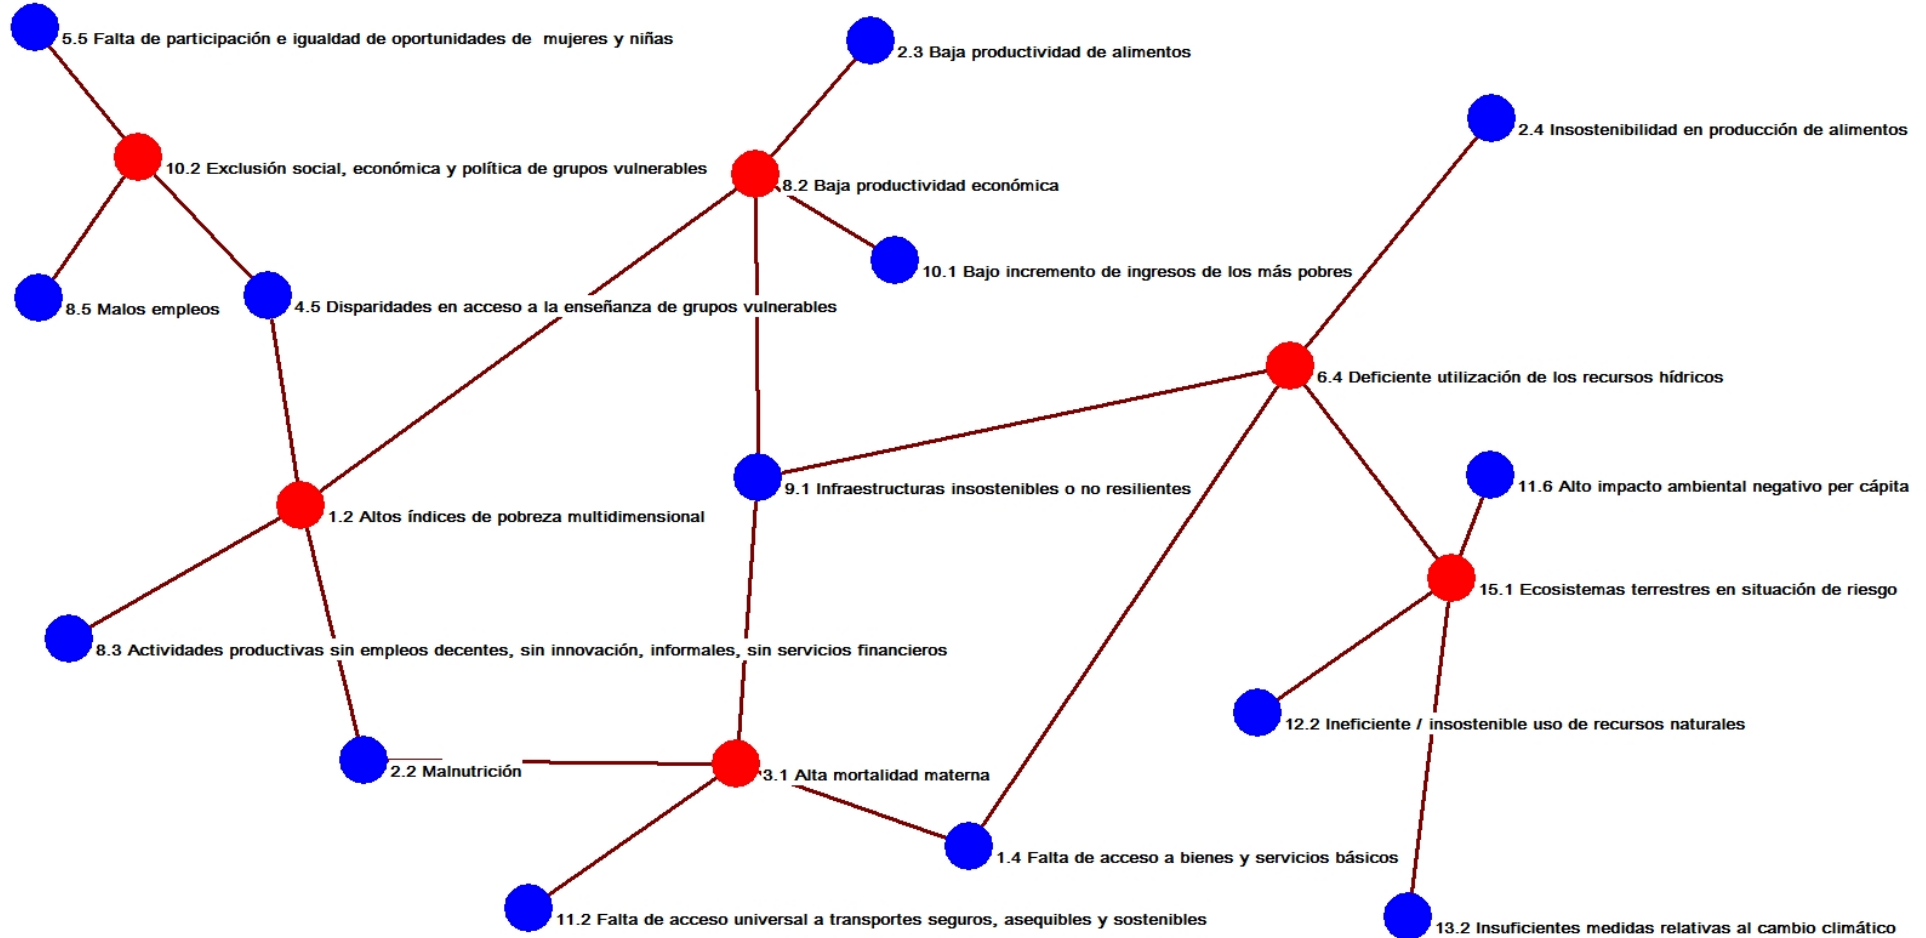 5.5 Falta de participación e igualdad de oportunidades de  mujeres y niñas
2.3 Baja productividad de alimentos
2.4 Insostenibilidad en producción de alimentos
10.2 Exclusión social, económica y política de grupos vulnerables
8.2 Baja productividad económica
10.1 Bajo incremento de ingresos de los más pobres
8.5 Malos empleos
4.5 Disparidades en acceso a la enseñanza de grupos vulnerables
6.4 Deficiente utilización de los recursos hídricos
9.1 Infraestructuras insostenibles o no resilientes
11.6 Alto impacto ambiental negativo per cápita
1.2 Altos índices de pobreza multidimensional
15.1 Ecosistemas terrestres en situación de riesgo
8.3 Actividades productivas sin empleos decentes, sin innovación, informales, sin servicios financieros
12.2 Ineficiente / insostenible uso de recursos naturales
2.2 Malnutrición
3.1 Alta mortalidad materna
1.4 Falta de acceso a bienes y servicios básicos
11.2 Falta de acceso universal a transportes seguros, asequibles y sostenibles
13.2 Insuficientes medidas relativas al cambio climático